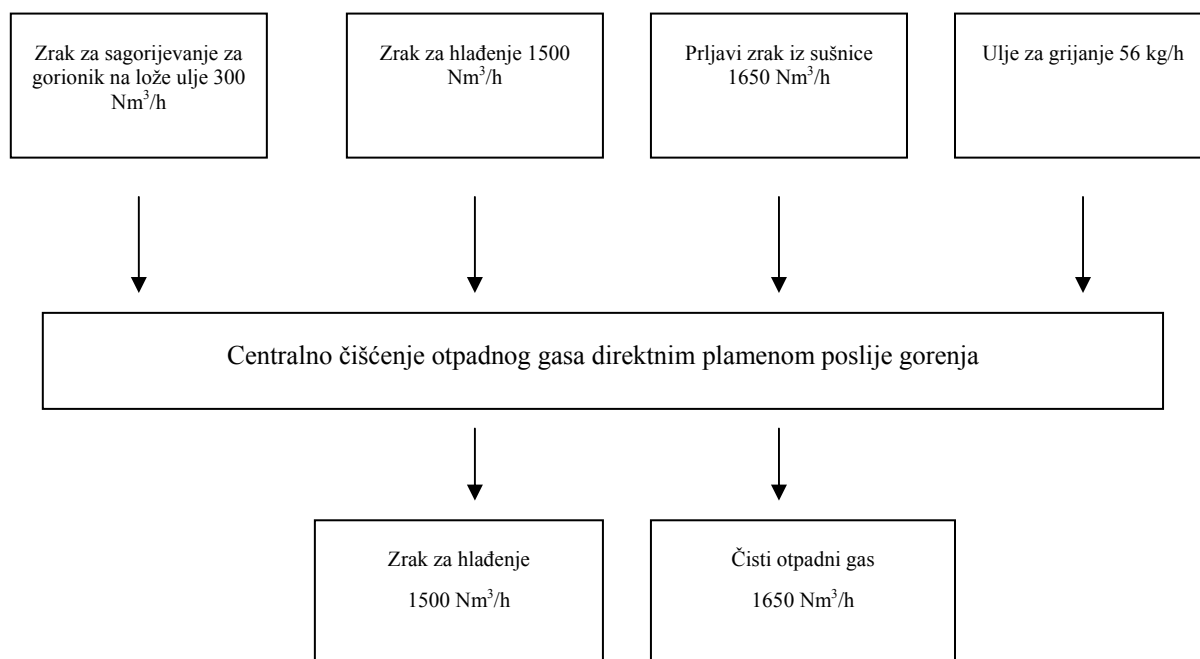 Zrak za sagorijevanje za
gorionik na lože ulje 300
Nm³/h
Zrak za hlađenje 1500
Nm³/h
Prljavi zrak iz sušnice
1650 Nm³/h
Ulje za grijanje 56 kg/h
Centralno čišćenje otpadnog gasa direktnim plamenom poslije gorenja
Zrak za hlađenje
1500 Nm³/h
Čisti otpadni gas
1650 Nm³/h